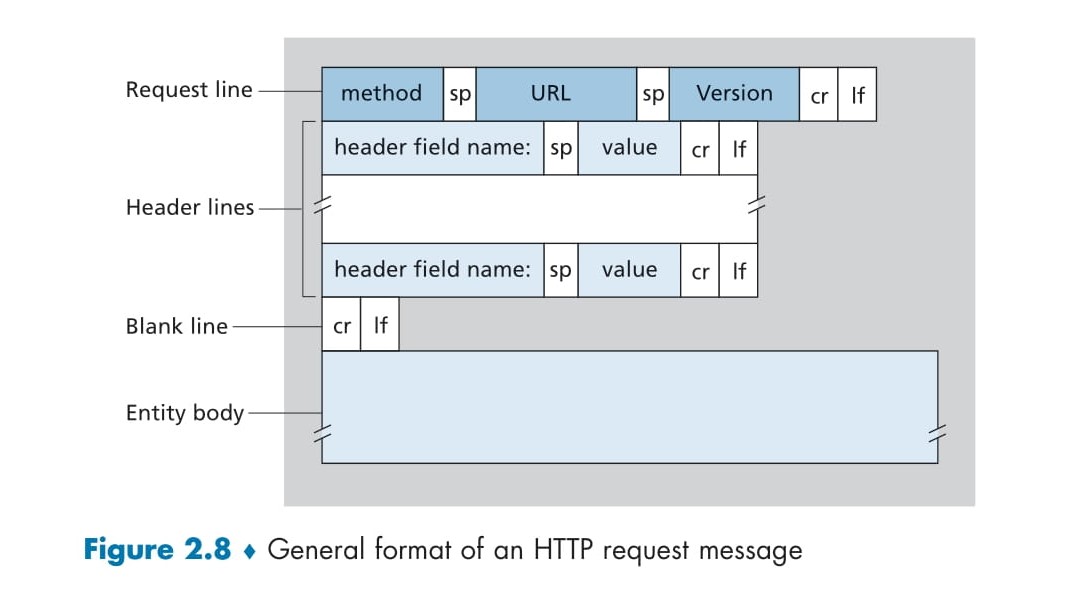 Request line method sp URL sp Version cr lf
header field name: sp value cr lf
Header lines
header field name: sp value cr lf
Blank line cr lf
Entity body
Figure 2.8 ♦ General format of an HTTP request message